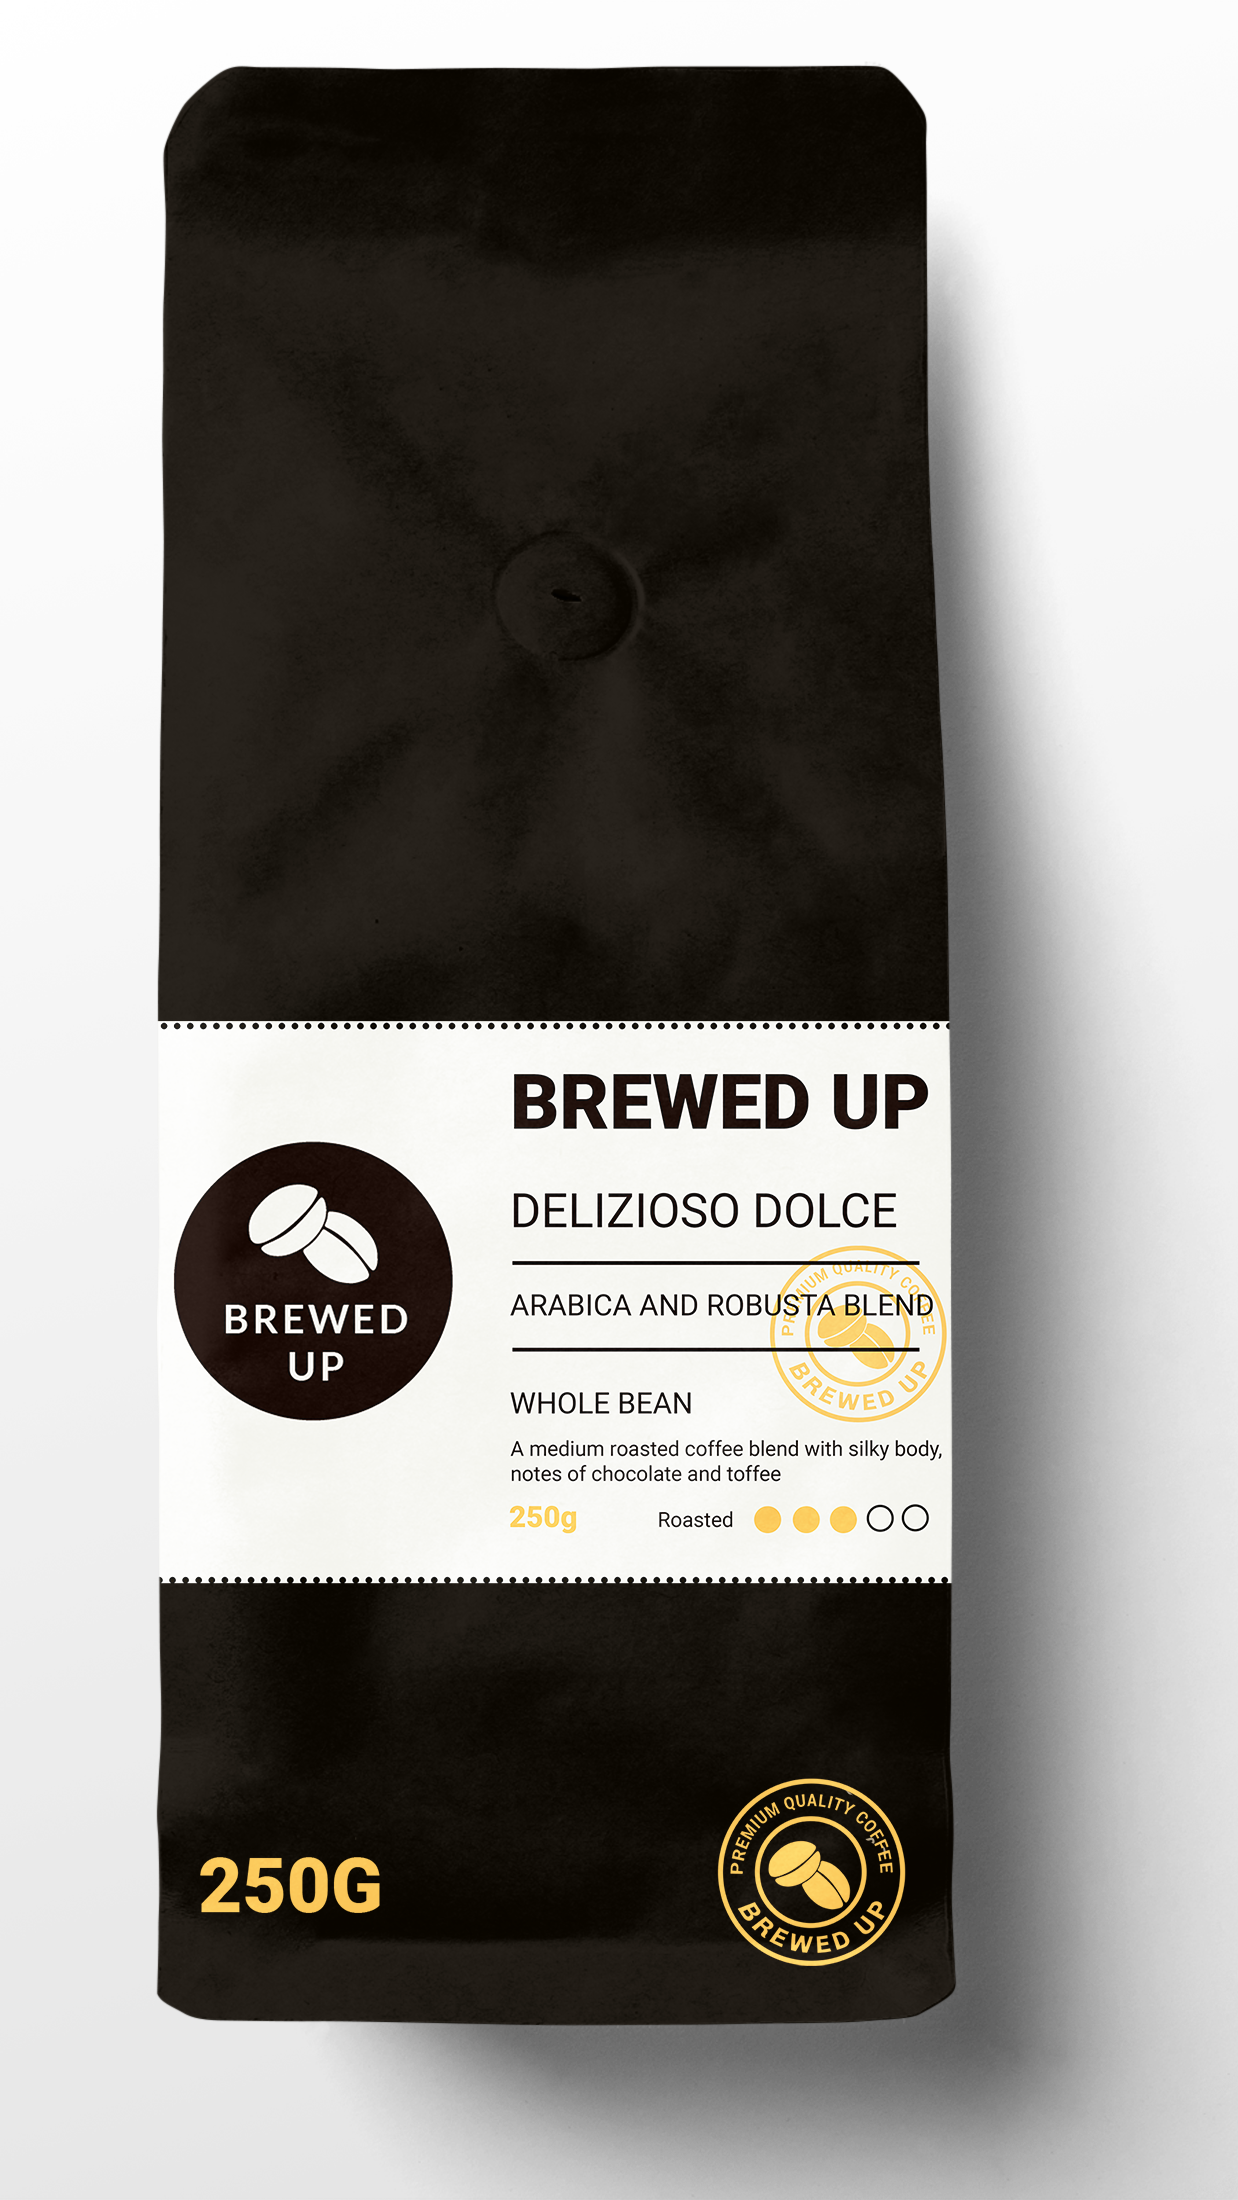 BREWED UP
DELIZIOSO DOLCE
BREWED
UP
PREMIUM QUALITY COFFEE
BREWED UP
ARABICA AND ROBUSTA BLEND
WHOLE BEAN
A medium roasted coffee blend with silky body,
notes of chocolate and toffee
250g
Roasted
250G
PREMIUM QUALITY COFFEE
BREWED UP